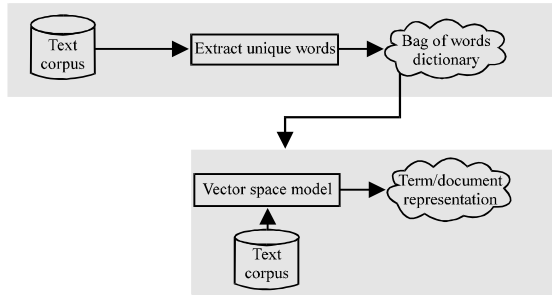 Text
corpus
Extract unique words
Bag of words
dictionary
Vector space model
Term/document
representation
Text
corpus